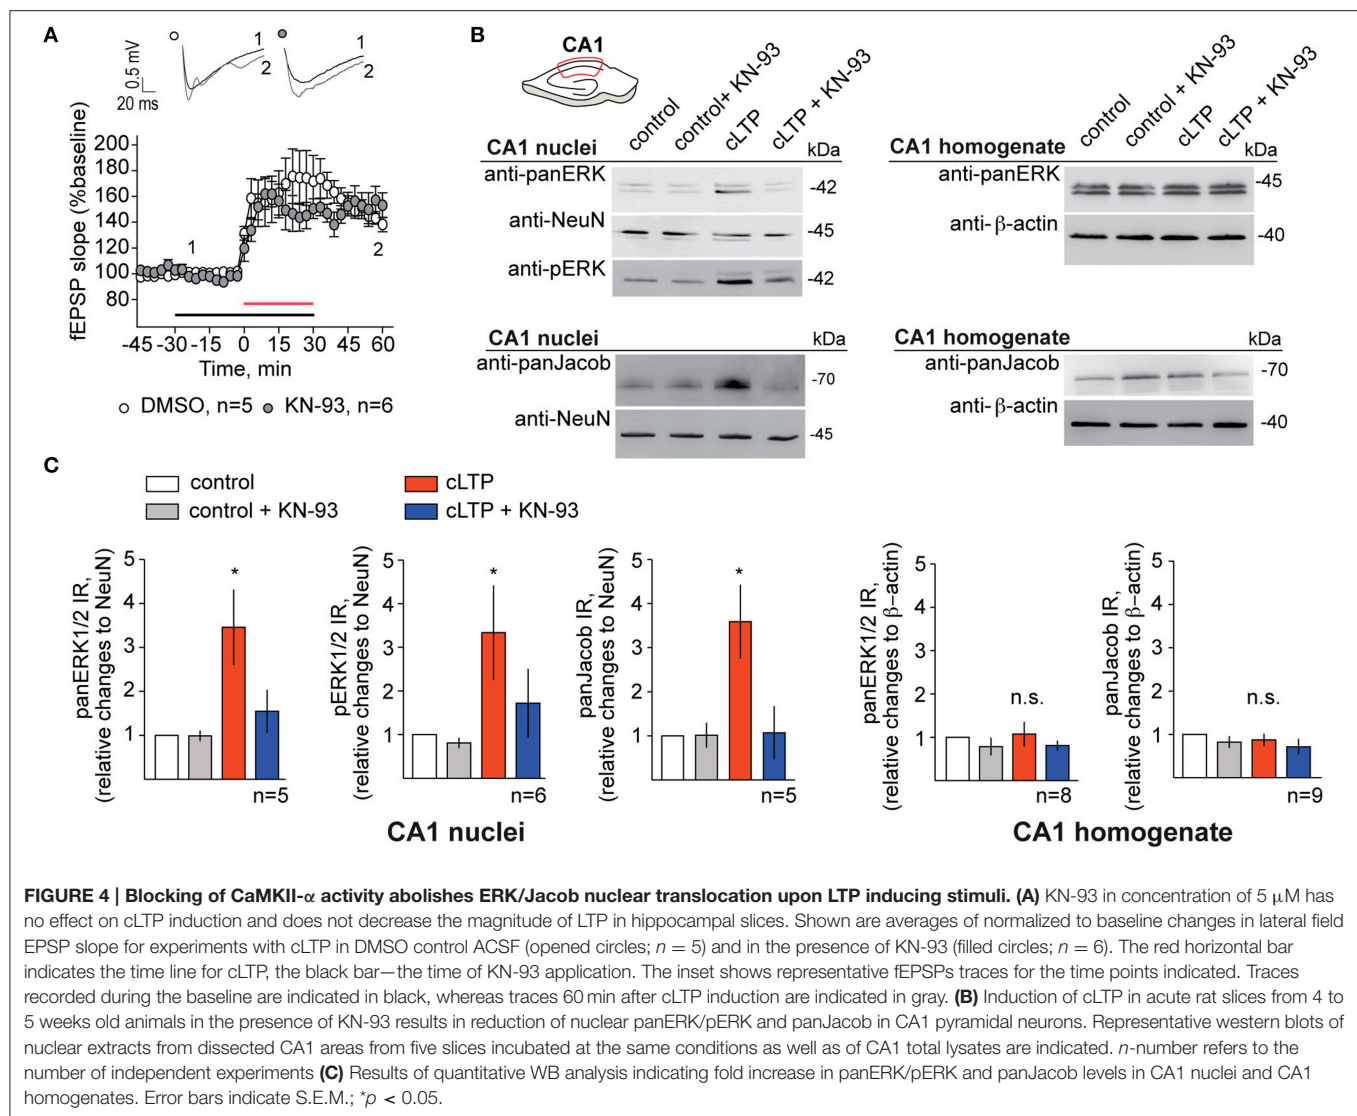 A
1
2
1
2
0.5 mV
20 ms
fEPSP slope (%baseline)
200
180
160
140
120
100
80
1
2
-45 -30 -15 0 15 30 45 60
Time, min
DMSO, n=5 KN-93, n=6
B
CA1
control
control+ KN-93
cLTP
cLTP + KN-93
CA1 nuclei
kDa
anti-panERK
-42
anti-NeuN
-45
anti-pERK
-42
CA1 nuclei
kDa
anti-panJacob
-70
anti-NeuN
-45
control
control + KN-93
cLTP
cLTP + KN-93
CA1 homogenate
kDa
anti-panERK
-45
anti-β-actin
-40
CA1 homogenate
kDa
anti-panJacob
-70
anti-β-actin
-40
C
control
control + KN-93
cLTP
cLTP + KN-93
panERK1/2 IR,
(relative changes to NeuN)
5
4
3
2
1
*
n=5
pERK1/2 IR,
(relative changes to NeuN)
5
4
3
2
1
*
n=6
panJacob IR,
(relative changes to NeuN)
5
4
3
2
1
*
n=5
CA1 nuclei
panERK1/2 IR,
(relative changes to β−actin)
5
4
3
2
1
n.s.
n=8
panJacob IR,
(relative changes to β−actin)
5
4
3
2
1
n.s.
n=9
CA1 homogenate
FIGURE 4 | Blocking of CaMKII-α activity abolishes ERK/Jacob nuclear translocation upon LTP inducing stimuli. (A) KN-93 in concentration of 5 μM has
no effect on cLTP induction and does not decrease the magnitude of LTP in hippocampal slices. Shown are averages of normalized to baseline changes in lateral field
EPSP slope for experiments with cLTP in DMSO control ACSF (opened circles; n = 5) and in the presence of KN-93 (filled circles; n = 6). The red horizontal bar
indicates the time line for cLTP, the black bar—the time of KN-93 application. The inset shows representative fEPSPs traces for the time points indicated. Traces
recorded during the baseline are indicated in black, whereas traces 60 min after cLTP induction are indicated in gray. (B) Induction of cLTP in acute rat slices from 4 to
5 weeks old animals in the presence of KN-93 results in reduction of nuclear panERK/pERK and panJacob in CA1 pyramidal neurons. Representative western blots of
nuclear extracts from dissected CA1 areas from five slices incubated at the same conditions as well as of CA1 total lysates are indicated. n-number refers to the
number of independent experiments (C) Results of quantitative WB analysis indicating fold increase in panERK/pERK and panJacob levels in CA1 nuclei and CA1
homogenates. Error bars indicate S.E.M.; *p < 0.05.